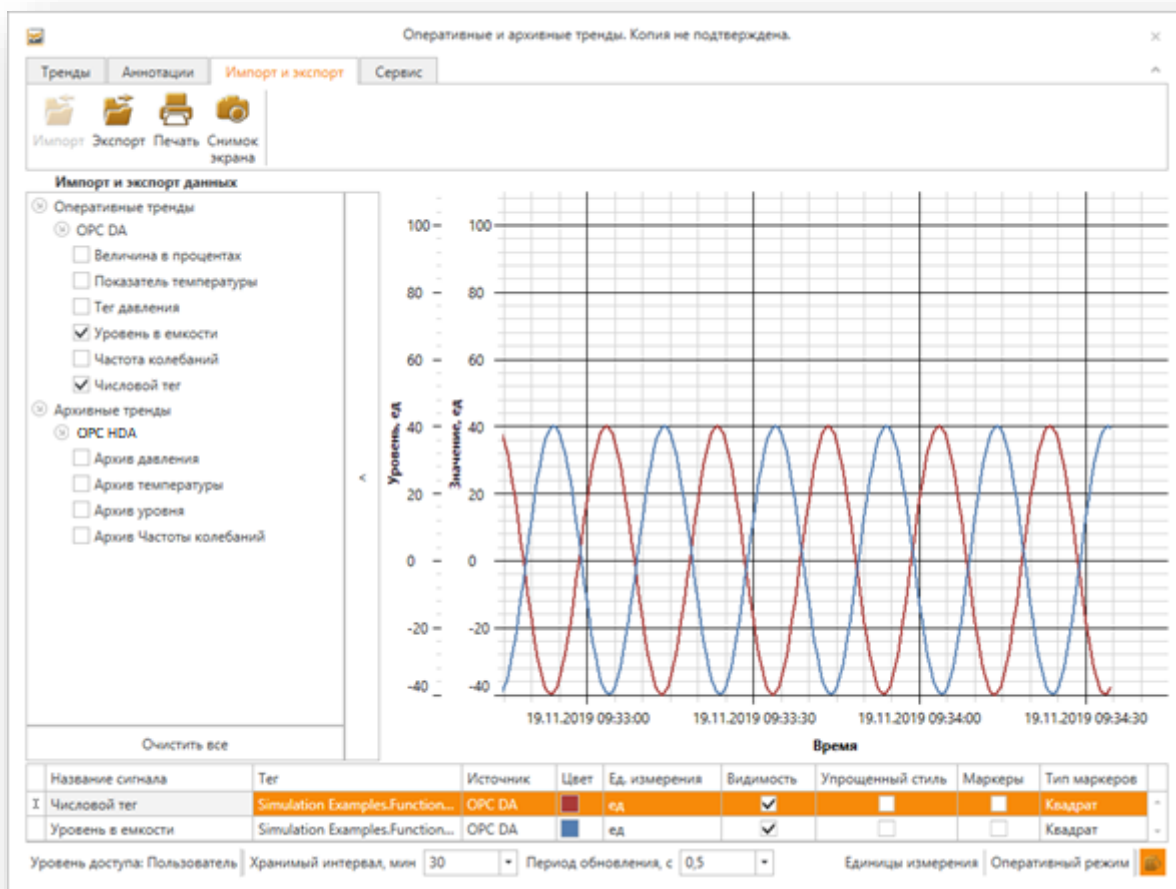 Оперативные и архивные тренды. Копия не подтверждена.
Тренды Аннотации Импорт и экспорт Сервис
Импорт Экспорт Печать Снимок экрана
Импорт и экспорт данных
Оперативные тренды
OPC DA
Величина в процентах
Показатель температуры
Тег давления
Уровень в емкости
Частота колебаний
Числовой тег
Архивные тренды
OPC HDA
Архив давления
Архив температуры
Архив уровня
Архив Частоты колебаний
Очистить все
<
Уровень, ед
100
80
60
40
20
0
-20
-40
Значение, ед
100
80
60
40
20
0
-20
-40
19.11.2019 09:33:00 19.11.2019 09:33:30 19.11.2019 09:34:00 19.11.2019 09:34:30
Время
Название сигнала Тег Источник Цвет Ед. измерения Видимость Упрощенный стиль Маркеры Тип маркеров
Числовой тег Simulation Examples.Function... OPC DA ед Квадрат
Уровень в емкости Simulation Examples.Function... OPC DA ед Квадрат
Уровень доступа: Пользователь Хранимый интервал, мин 30 Период обновления, с 0,5 Единицы измерения Оперативный режим